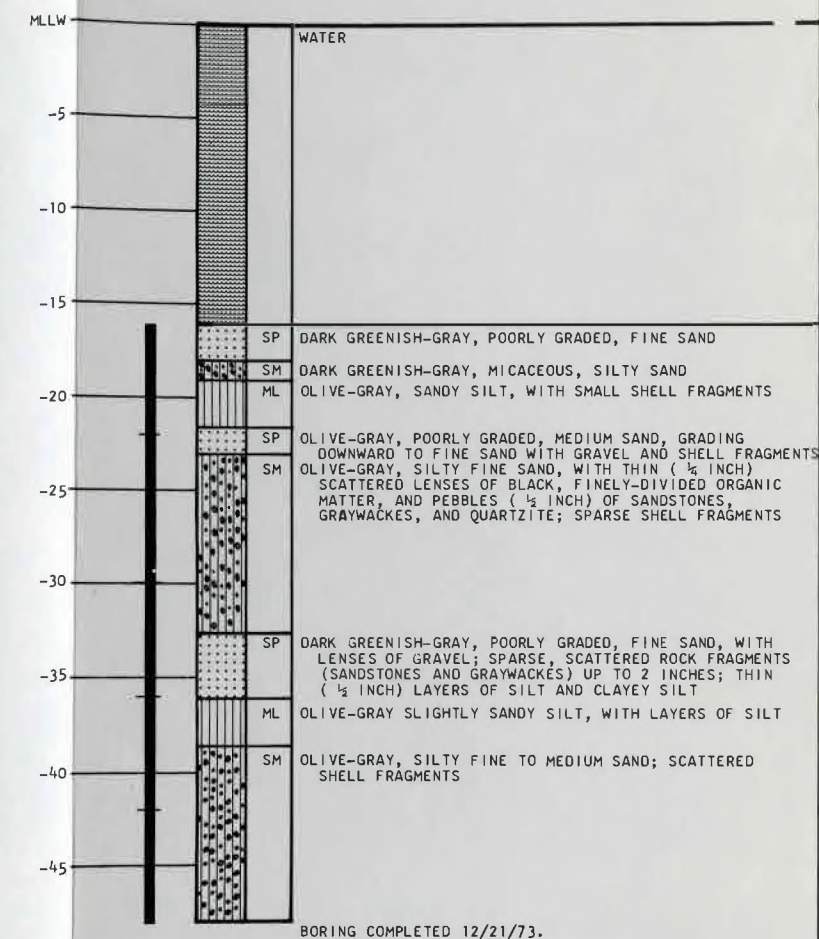 MLLW
WATER
-5
-10
-15
SP DARK GREENISH-GRAY, POORLY GRADED, FINE SAND
SM DARK GREENISH-GRAY, MICACEOUS, SILTY SAND
-20
ML OLIVE-GRAY, SANDY SILT, WITH SMALL SHELL FRAGMENTS
SP OLIVE-GRAY, POORLY GRADED, MEDIUM SAND, GRADING
DOWNWARD TO FINE SAND WITH GRAVEL AND SHELL FRAGMENTS
SM OLIVE-GRAY, SILTY FINE SAND, WITH THIN ( ¼ INCH)
-25
SCATTERED LENSES OF BLACK, FINELY-DIVIDED ORGANIC
MATTER, AND PEBBLES ( ½ INCH) OF SANDSTONES,
GRAYWACKES, AND QUARTZITE; SPARSE SHELL FRAGMENTS
-30
SP DARK GREENISH-GRAY, POORLY GRADED, FINE SAND, WITH
LENSES OF GRAVEL; SPARSE, SCATTERED ROCK FRAGMENTS
-35
(SANDSTONES AND GRAYWACKES) UP TO 2 INCHES; THIN
( ½ INCH) LAYERS OF SILT AND CLAYEY SILT
ML OLIVE-GRAY SLIGHTLY SANDY SILT, WITH LAYERS OF SILT
SM OLIVE-GRAY, SILTY FINE TO MEDIUM SAND; SCATTERED
SHELL FRAGMENTS
-40
-45
BORING COMPLETED 12/21/73.